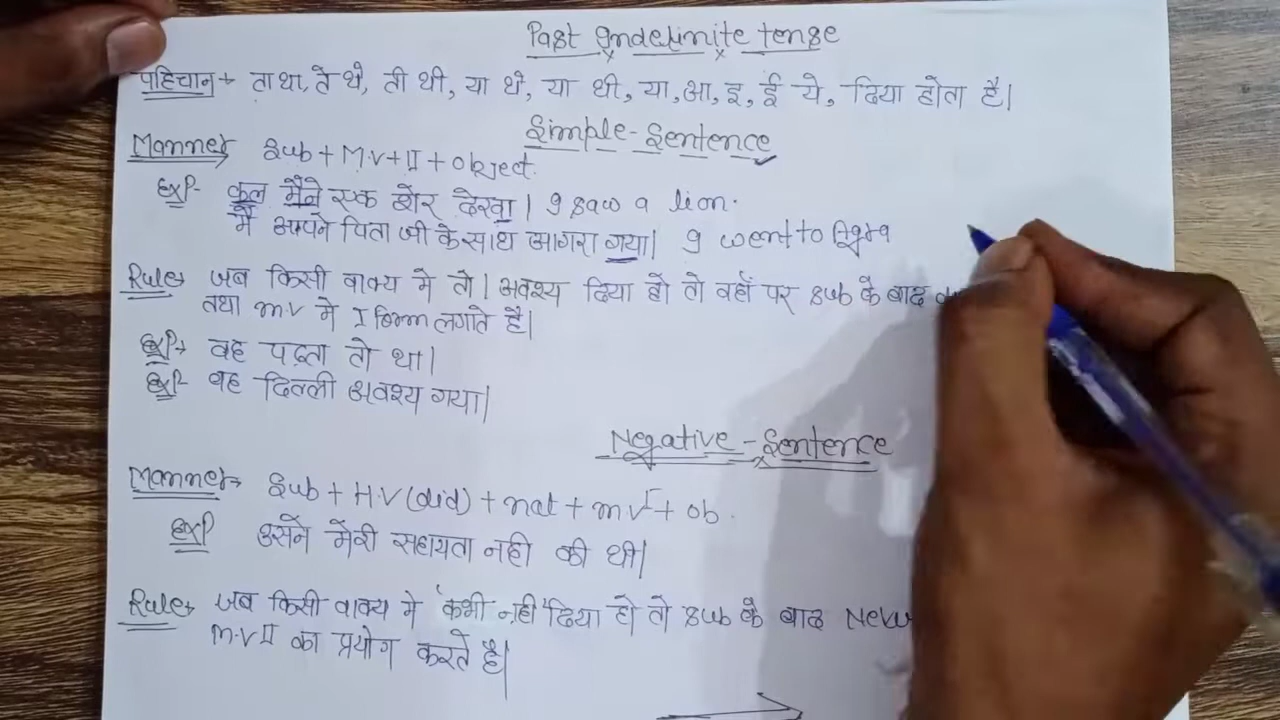 Past Indefinite tense
पहिचान → ता था, ते थे, ती थी, या थे, या थी, या, आ, इ, ई ये, दिया होता है।
Simple-Sentence
Manner → Sub + M.V + II + object.
Exp- कल मैंने एक शेर देखा। I saw a lion.
मैं अपने पिता जी के साथ आगरा गया। I went to Agra
Rule → जब किसी वाक्य मे तो। अवश्य दिया हो तो वहाँ पर sub के बाद
तथा m.v मे I form लगाते है।
Exp → वह पढ़ता तो था।
Exp- वह दिल्ली अवश्य गया।
Negative-Sentence
Manner → Sub + H.V (did) + not + mv I + ob.
Exp उसने मेरी सहायता नही की थी।
Rule → जब किसी वाक्य मे 'कभी नही' दिया हो तो sub के बाद
m.v II का प्रयोग करते है।